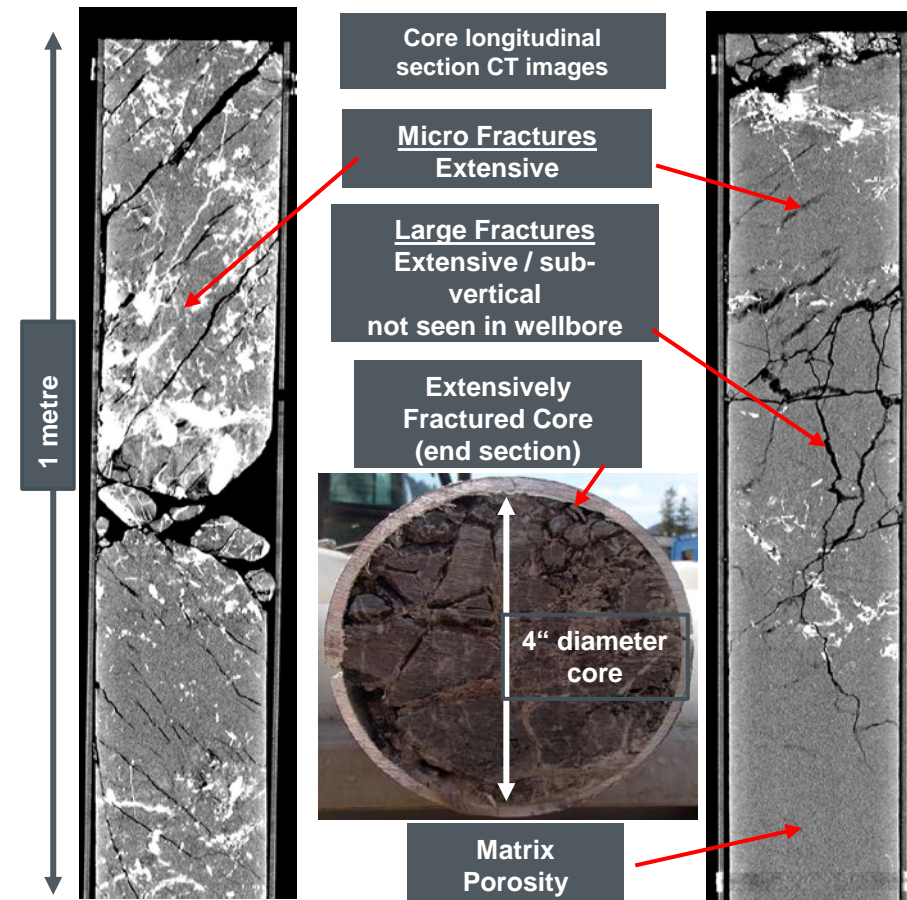 Core longitudinal
section CT images
Micro Fractures
Extensive
Large Fractures
Extensive / sub-
vertical
not seen in wellbore
1 metre
Extensively
Fractured Core
(end section)
4“ diameter
core
Matrix
Porosity